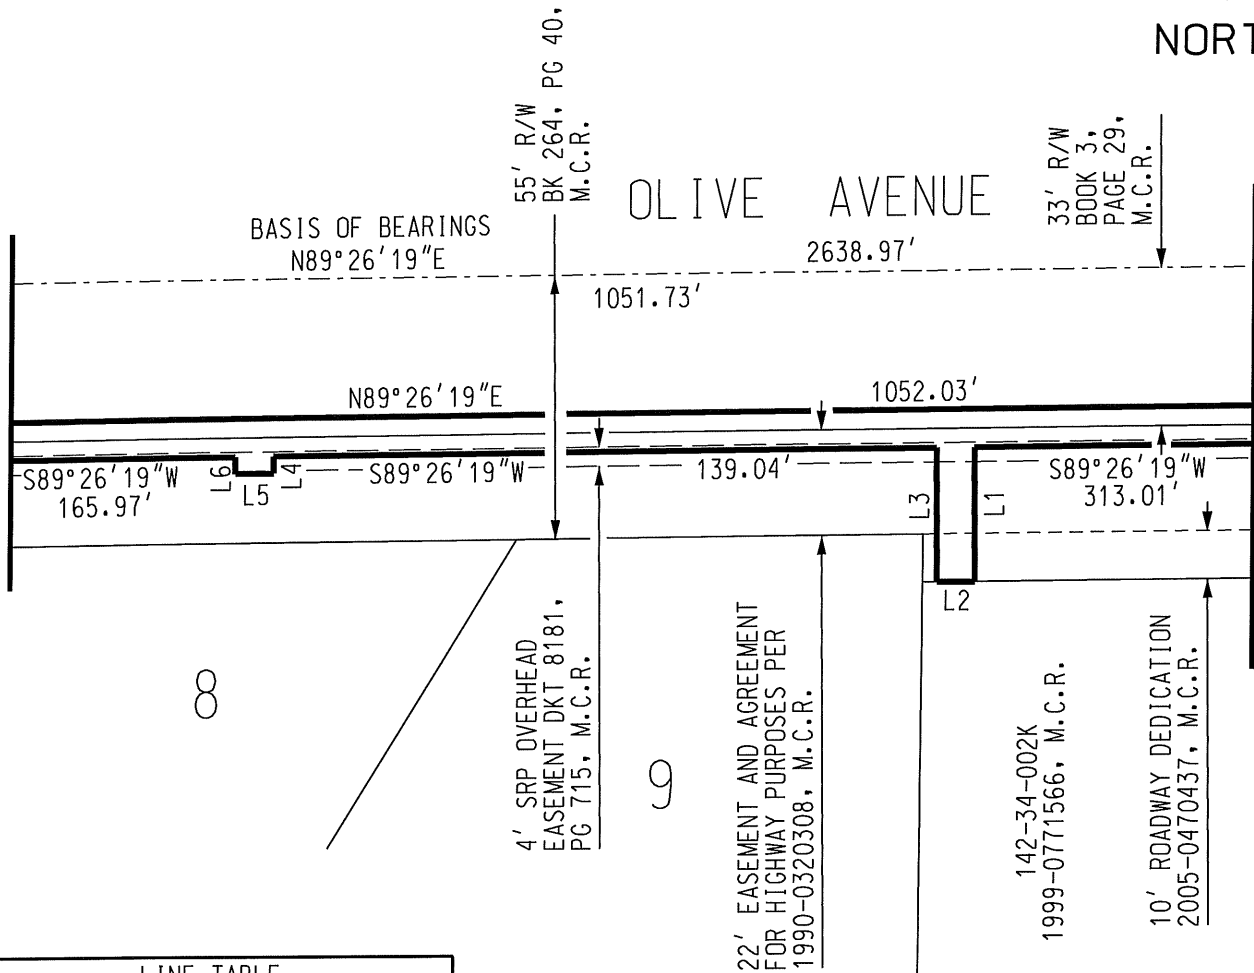 NORT
55' R/W
BK 264, PG 40,
M.C.R.
OLIVE AVENUE
33' R/W
BOOK 3,
PAGE 29,
M.C.R.
BASIS OF BEARINGS
N89°26'19"E
2638.97'
1051.73'
N89°26'19"E
1052.03'
S89°26'19"W
165.97'
L6
L5
L4
S89°26'19"W
139.04'
L3
L1
S89°26'19"W
313.01'
L2
8
4' SRP OVERHEAD
EASEMENT DKT 8181,
PG 715, M.C.R.
9
22' EASEMENT AND AGREEMENT
FOR HIGHWAY PURPOSES PER
1990-0320308, M.C.R.
142-34-002K
1999-0771566, M.C.R.
10' ROADWAY DEDICATION
2005-0470437, M.C.R.
LINE TABLE